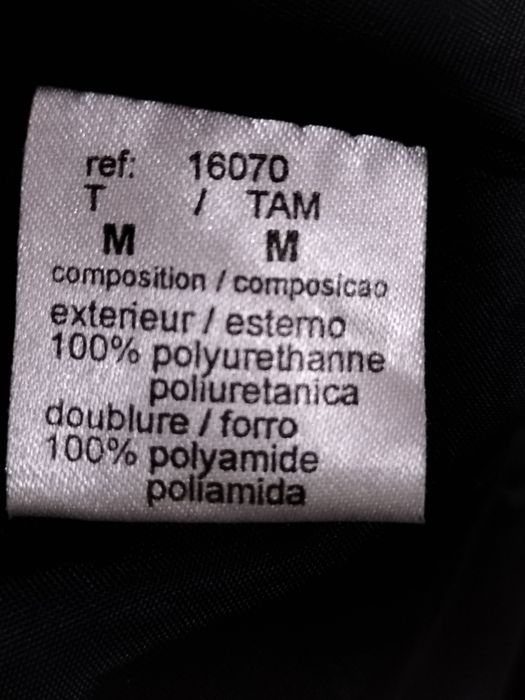 ref: 16070
T / TAM
M M
composition / composicao
exterieur / esterno
100% polyurethanne
poliuretanica
doublure / forro
100% polyamide
poliamida